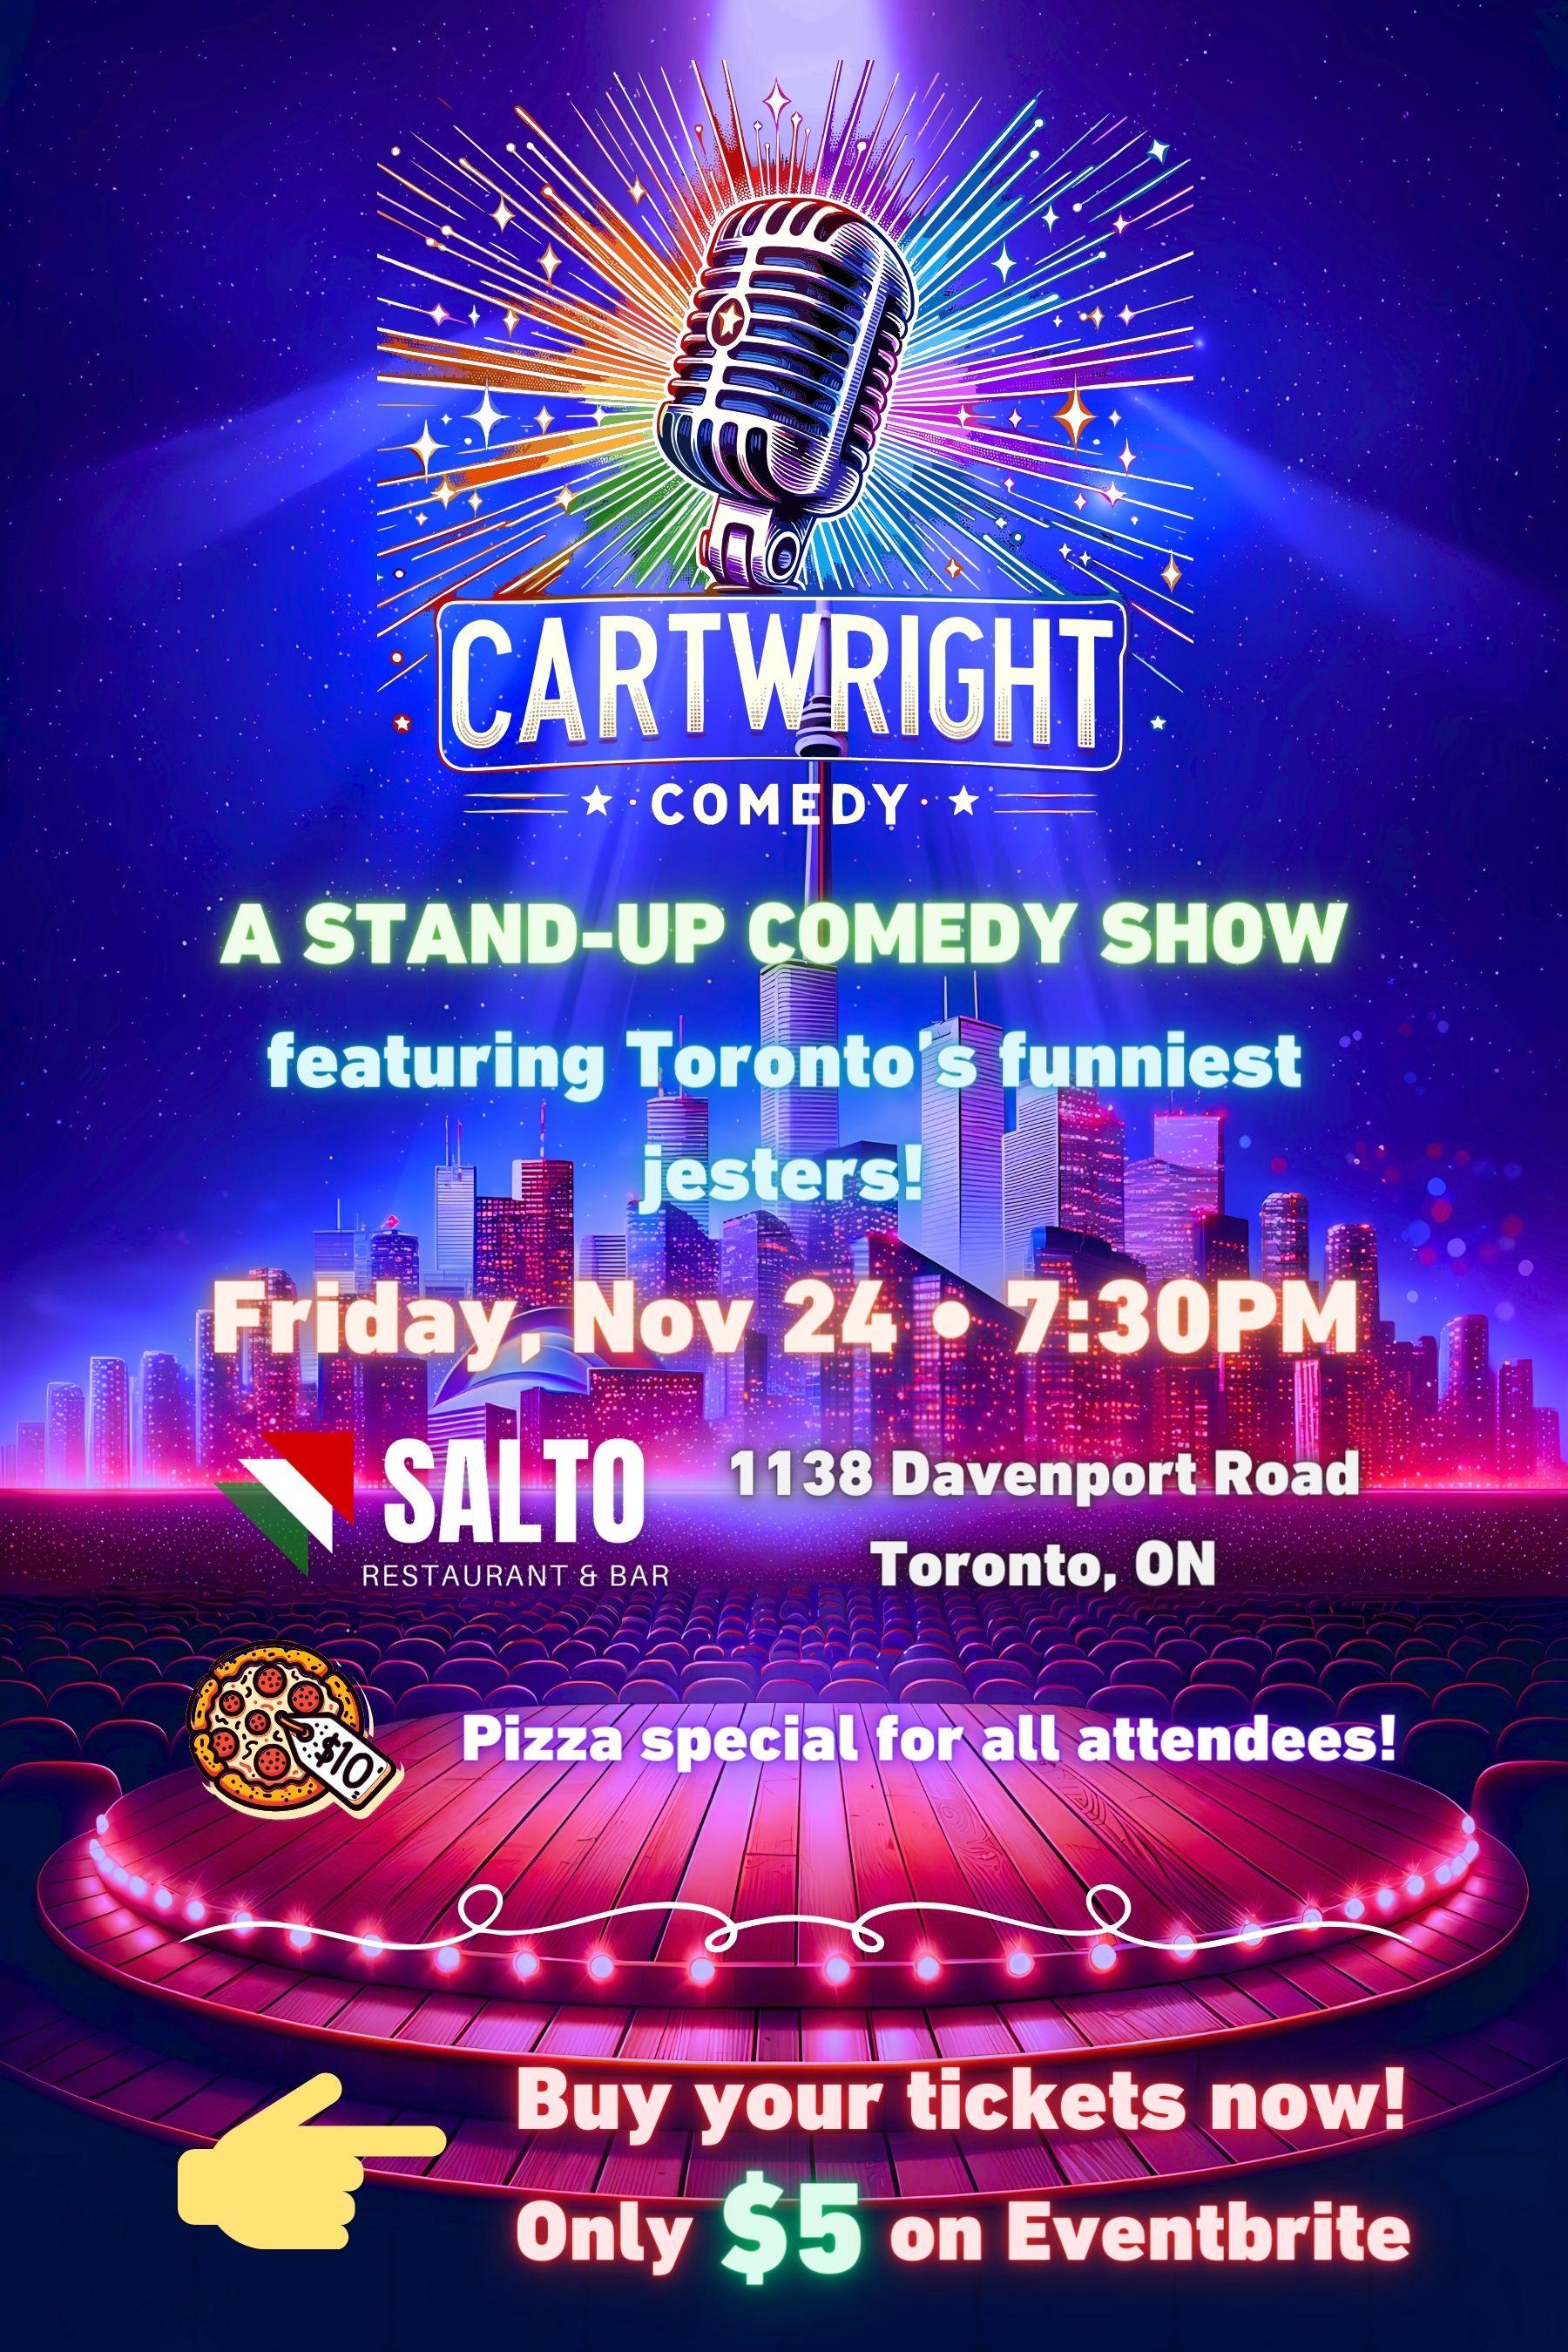 CARTWRIGHT
COMEDY
A STAND-UP COMEDY SHOW
featuring Toronto's funniest
jesters!
Friday, Nov 24 • 7:30PM
SALTO
RESTAURANT & BAR
1138 Davenport Road
Toronto, ON
$10
Pizza special for all attendees!
Buy your tickets now!
Only $5 on Eventbrite